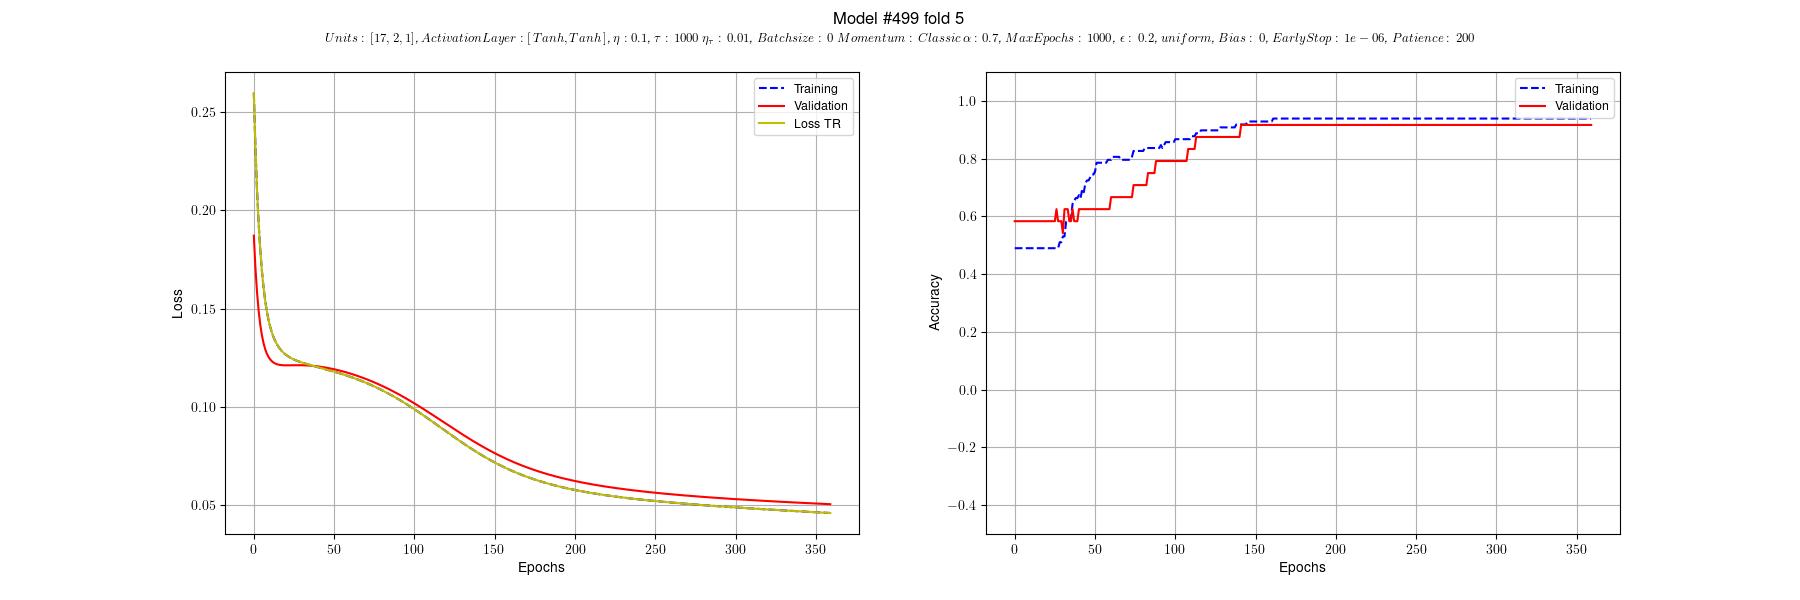 Model #499 fold 5
Units : [17, 2, 1], ActivationLayer : [Tanh, Tanh], η : 0.1, τ : 1000 η_τ : 0.01, Batchsize : 0 Momentum : Classic α : 0.7, MaxEpochs : 1000, ϵ : 0.2, uniform, Bias : 0, EarlyStop : 1e − 06, Patience : 200
Training
Validation
Loss TR
0.25
0.20
0.15
0.10
0.05
Loss
0
50
100
150
200
250
300
350
Epochs
Training
Validation
1.0
0.8
0.6
0.4
0.2
0.0
−0.2
−0.4
Accuracy
0
50
100
150
200
250
300
350
Epochs